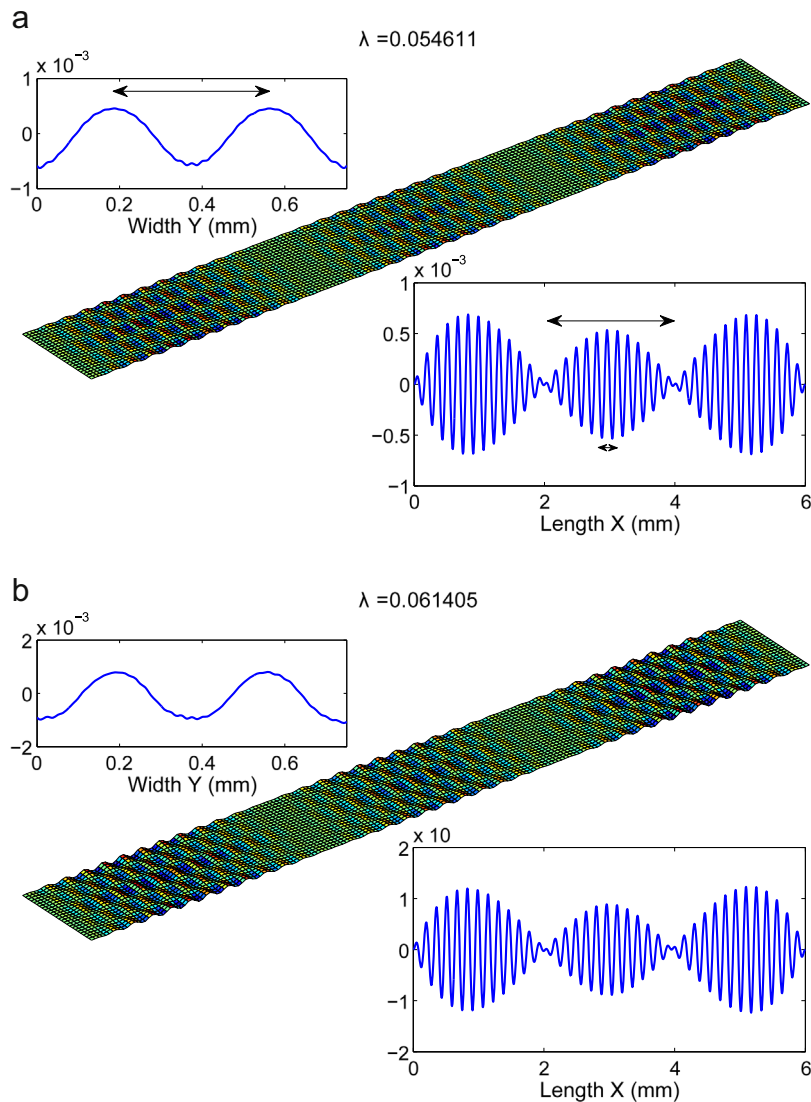 a
λ =0.054611
x 10⁻³
1
0
−1
0 0.2 0.4 0.6
Width Y (mm)
x 10⁻³
1
0.5
0
−0.5
−1
0 2 4 6
Length X (mm)
b
λ =0.061405
x 10⁻³
2
0
−2
0 0.2 0.4 0.6
Width Y (mm)
x 10
2
1
0
−1
−2
0 2 4 6
Length X (mm)